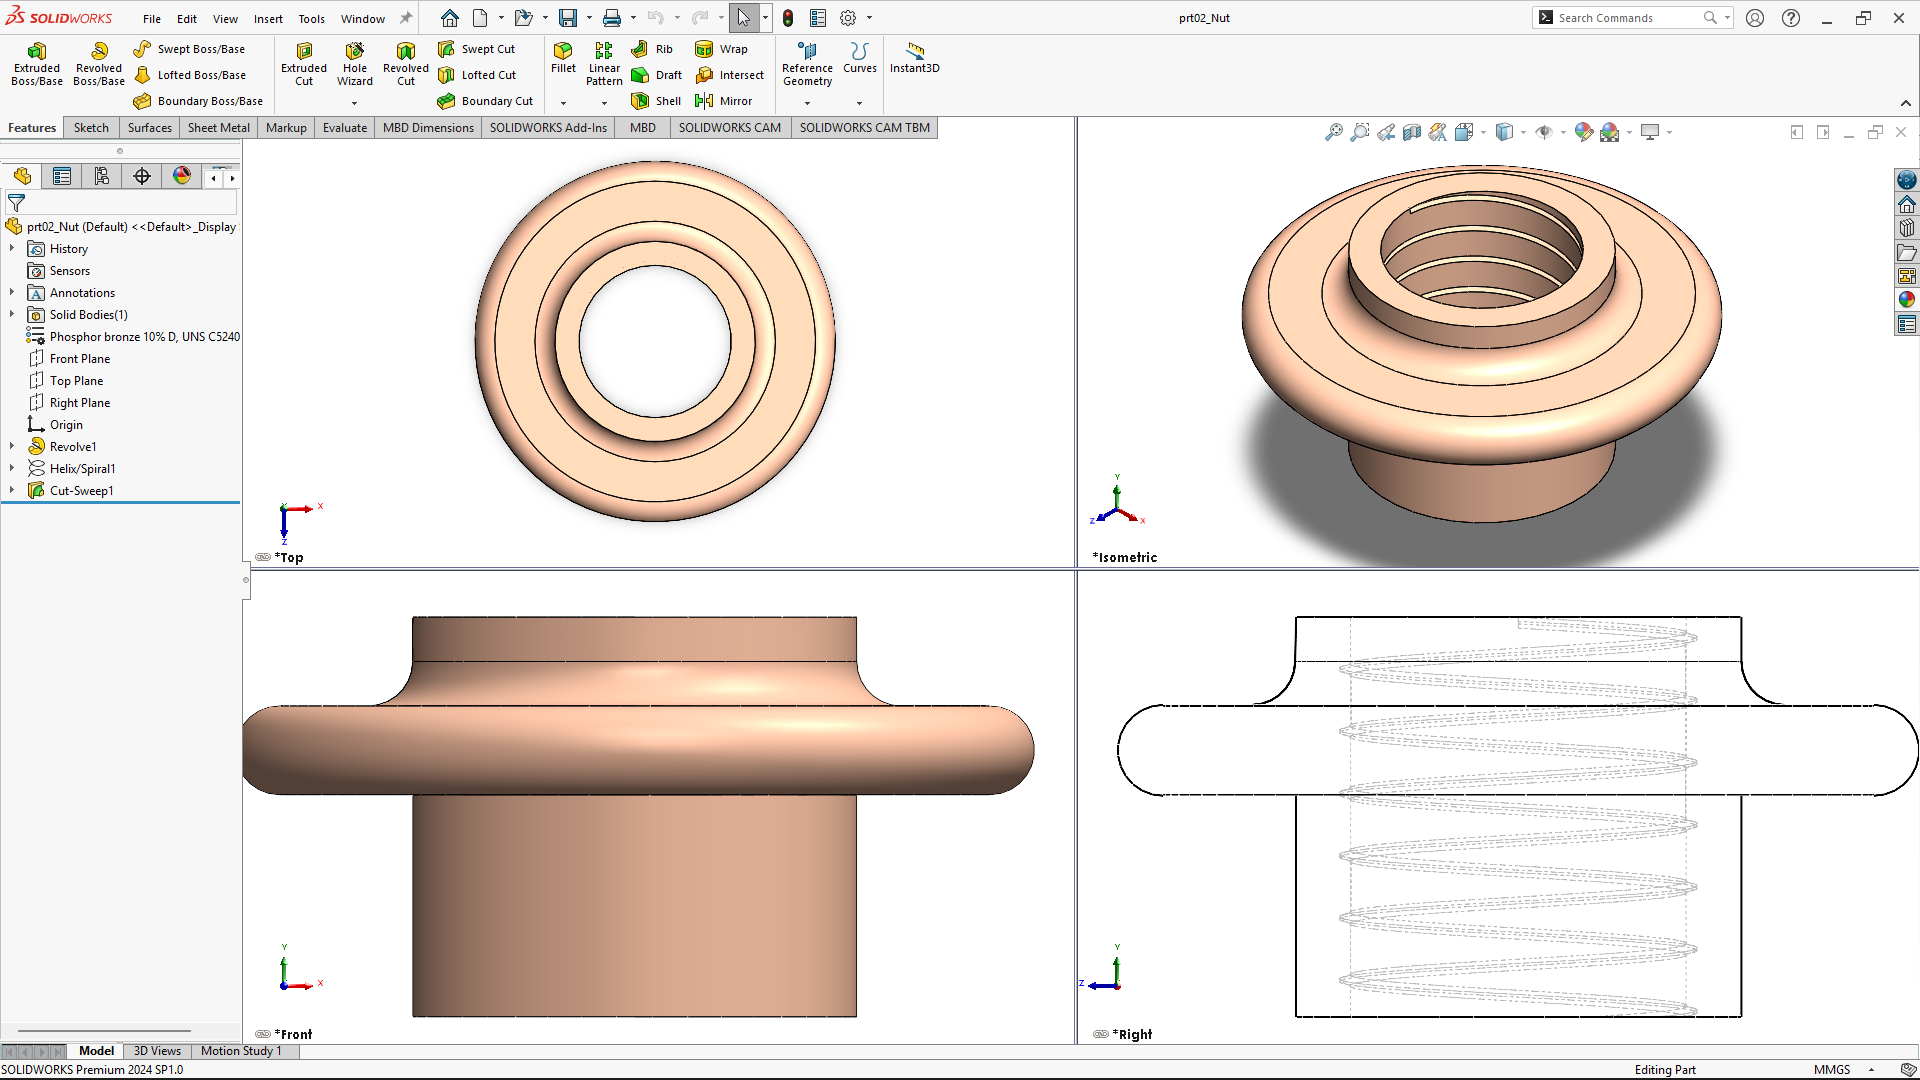 SOLIDWORKS File Edit View Insert Tools Window prt02_Nut Search Commands
Extruded Boss/Base
Revolved Boss/Base
Swept Boss/Base
Lofted Boss/Base
Boundary Boss/Base
Extruded Cut
Hole Wizard
Revolved Cut
Swept Cut
Lofted Cut
Boundary Cut
Fillet
Linear Pattern
Rib
Draft
Shell
Wrap
Intersect
Mirror
Reference Geometry
Curves
Instant3D
Features Sketch Surfaces Sheet Metal Markup Evaluate MBD Dimensions SOLIDWORKS Add-Ins MBD SOLIDWORKS CAM SOLIDWORKS CAM TBM
prt02_Nut (Default) <<Default>_Display
History
Sensors
Annotations
Solid Bodies(1)
Phosphor bronze 10% D, UNS C5240
Front Plane
Top Plane
Right Plane
Origin
Revolve1
Helix/Spiral1
Cut-Sweep1
Y X
Z
*Top
Y
Z X
*Isometric
Y
X
*Front
Y
Z
*Right
Model 3D Views Motion Study 1
SOLIDWORKS Premium 2024 SP1.0 Editing Part MMGS